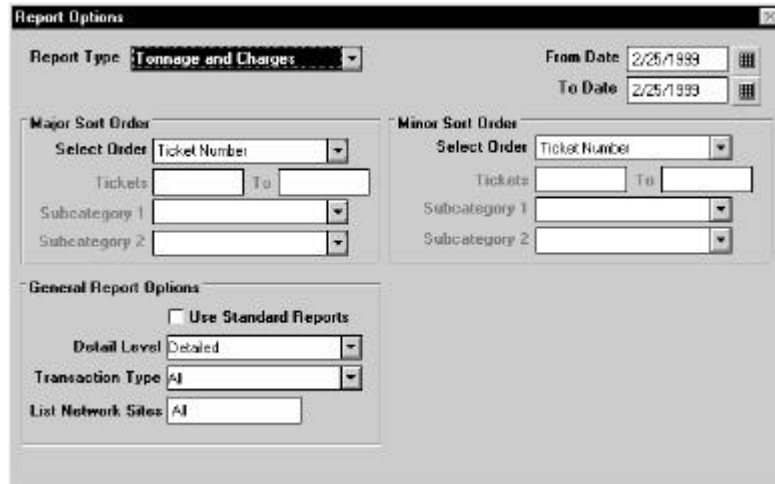 Report Options
Report Type Tonnage and Charges
From Date 2/25/1999
To Date 2/25/1999
Major Sort Order
Select Order Ticket Number
Tickets To
Subcategory 1
Subcategory 2
Minor Sort Order
Select Order Ticket Number
Tickets To
Subcategory 1
Subcategory 2
General Report Options
Use Standard Reports
Detail Level Detailed
Transaction Type All
List Network Sites All